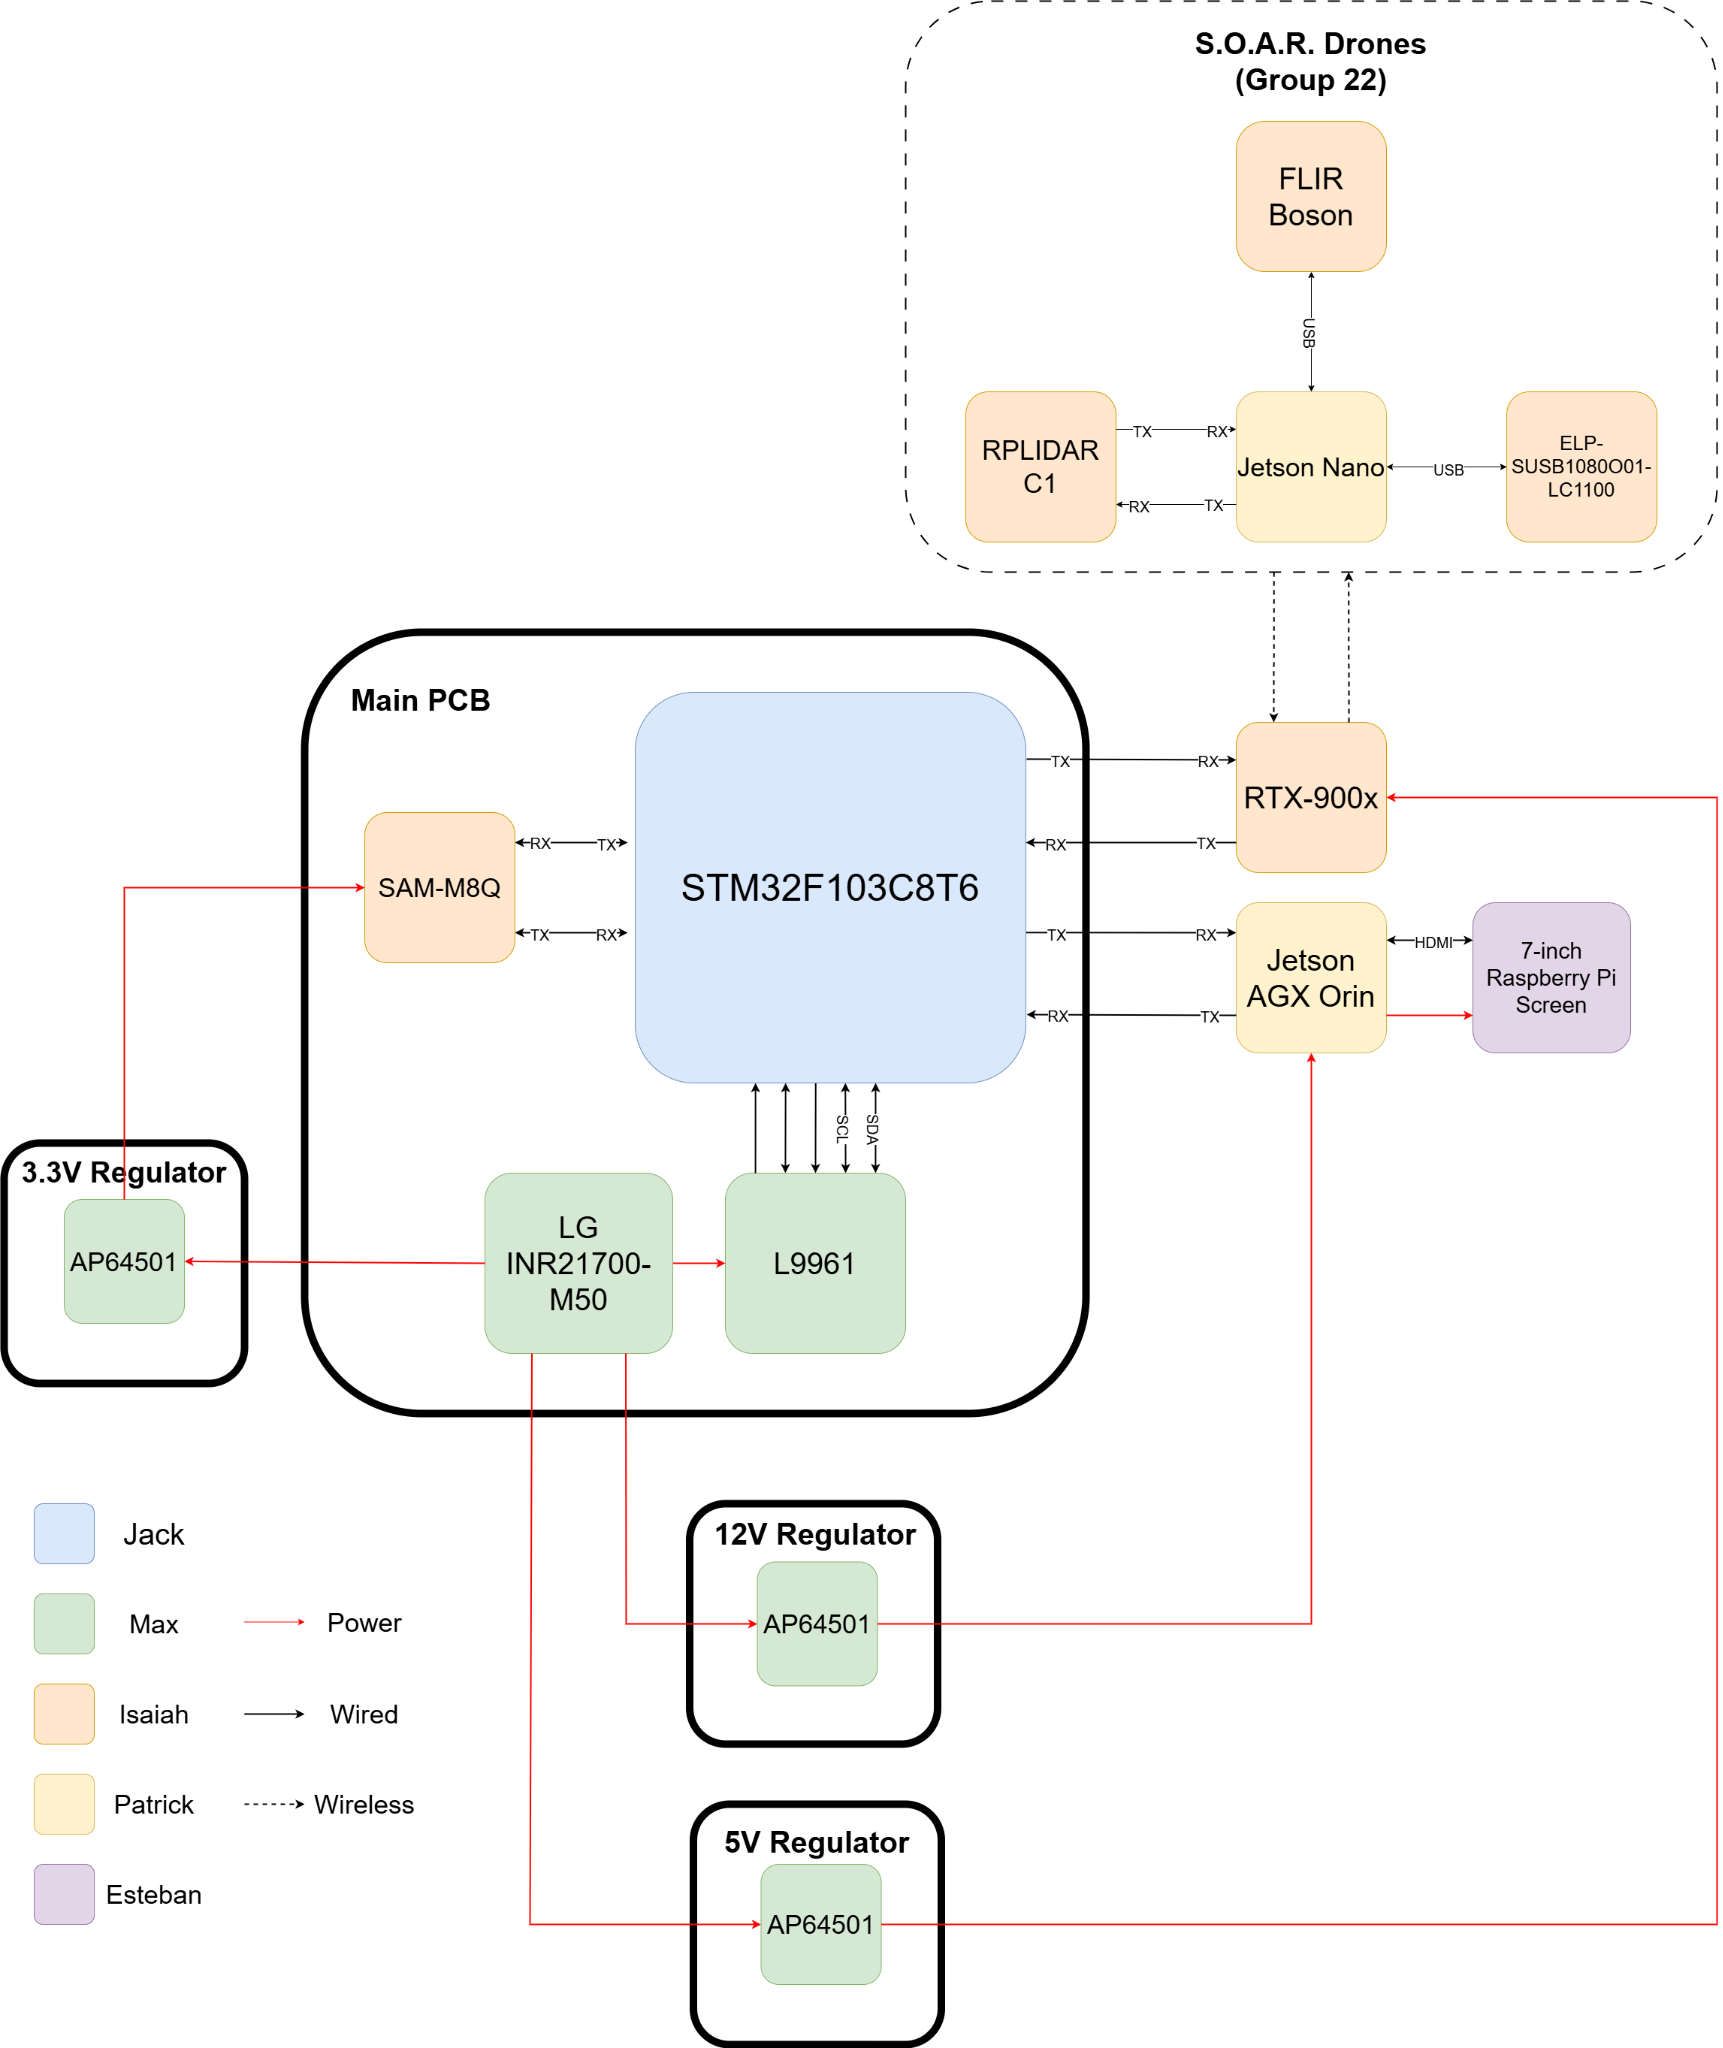 S.O.A.R. Drones
(Group 22)
FLIR
Boson
USB
RPLIDAR
C1
TX
RX
RX
TX
Jetson Nano
USB
ELP-
SUSB1080O01-
LC1100
Main PCB
STM32F103C8T6
SAM-M8Q
RX
TX
TX
RX
TX
RX
RX
TX
RTX-900x
TX
RX
RX
TX
Jetson
AGX Orin
HDMI
7-inch
Raspberry Pi
Screen
SCL
SDA
3.3V Regulator
AP64501
LG
INR21700-
M50
L9961
12V Regulator
AP64501
5V Regulator
AP64501
Jack
Max
Power
Isaiah
Wired
Patrick
Wireless
Esteban